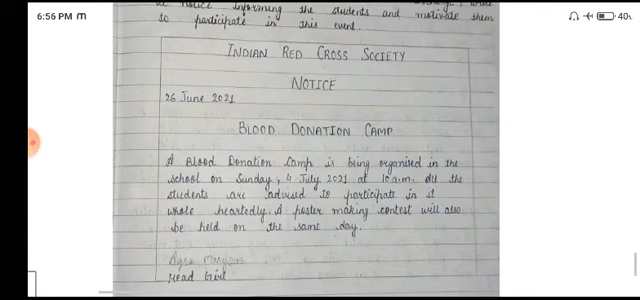 6:56 PM
40%
a notice informing the students and motivate them
to participate in this event.
INDIAN RED CROSS SOCIETY
NOTICE
26 June 2021
BLOOD DONATION CAMP
A Blood Donation Camp is being organised in the
school on Sunday, 4 July 2021 at 10 a.m. All the
students are advised to participate in it
whole heartedly. A poster making contest will also
be held on the same day.
Head Girl